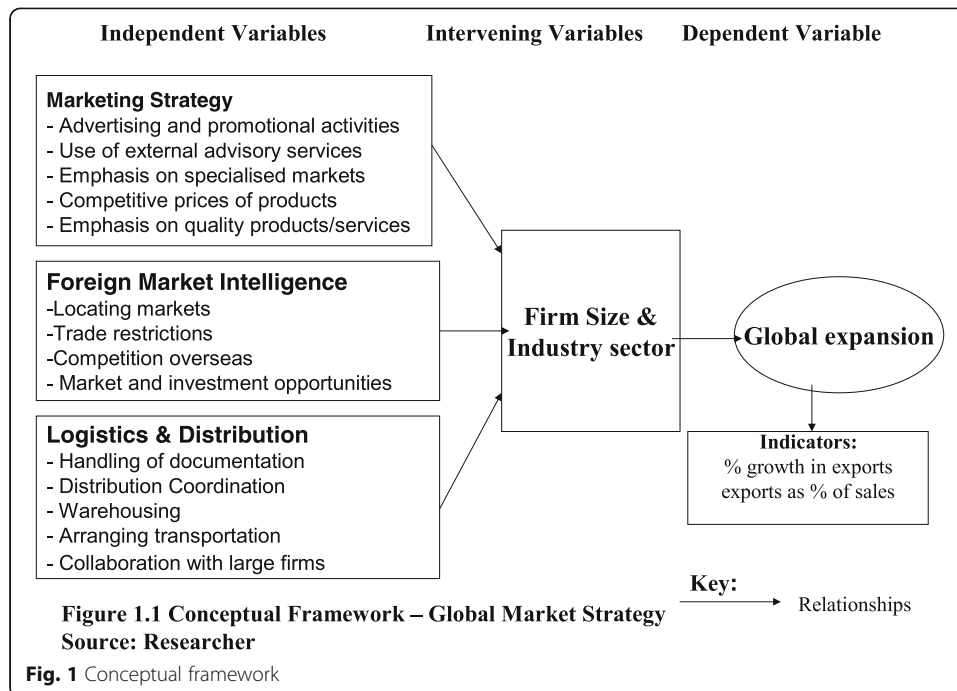 Independent Variables
Intervening Variables
Dependent Variable
Marketing Strategy
- Advertising and promotional activities
- Use of external advisory services
- Emphasis on specialised markets
- Competitive prices of products
- Emphasis on quality products/services
Foreign Market Intelligence
-Locating markets
-Trade restrictions
-Competition overseas
- Market and investment opportunities
Logistics & Distribution
- Handling of documentation
- Distribution Coordination
- Warehousing
- Arranging transportation
- Collaboration with large firms
Firm Size &
Industry sector
Global expansion
Indicators:
% growth in exports
exports as % of sales
Key:
Relationships
Figure 1.1 Conceptual Framework – Global Market Strategy
Source: Researcher
Fig. 1 Conceptual framework